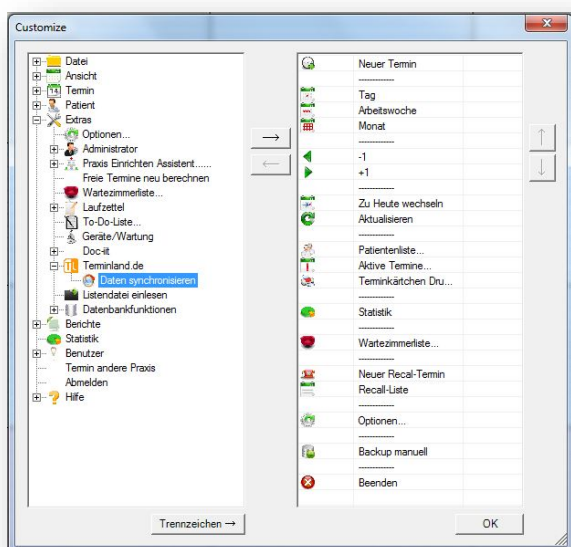 Customize
Datei
Ansicht
Termin
Patient
Extras
Optionen...
Administrator
Praxis Einrichten Assistent......
Freie Termine neu berechnen
Wartezimmerliste...
Laufzettel
To-Do-Liste...
Geräte/Wartung
Doc-iit
Terminland.de
Daten synchronisieren
Listendatei einlesen
Datenbankfunktionen
Berichte
Statistik
Benutzer
Termin andere Praxis
Abmelden
Hilfe
Trennzeichen →
→
←
Neuer Termin
-------------
Tag
Arbeitswoche
Monat
-------------
-1
+1
-------------
Zu Heute wechseln
Aktualisieren
-------------
Patientenliste...
Aktive Termine...
Terminkärtchen Dru...
-------------
Statistik
-------------
Wartezimmerliste...
-------------
Neuer Recal-Termin
Recall-Liste
-------------
Optionen...
-------------
Backup manuell
-------------
Beenden
↑
↓
OK